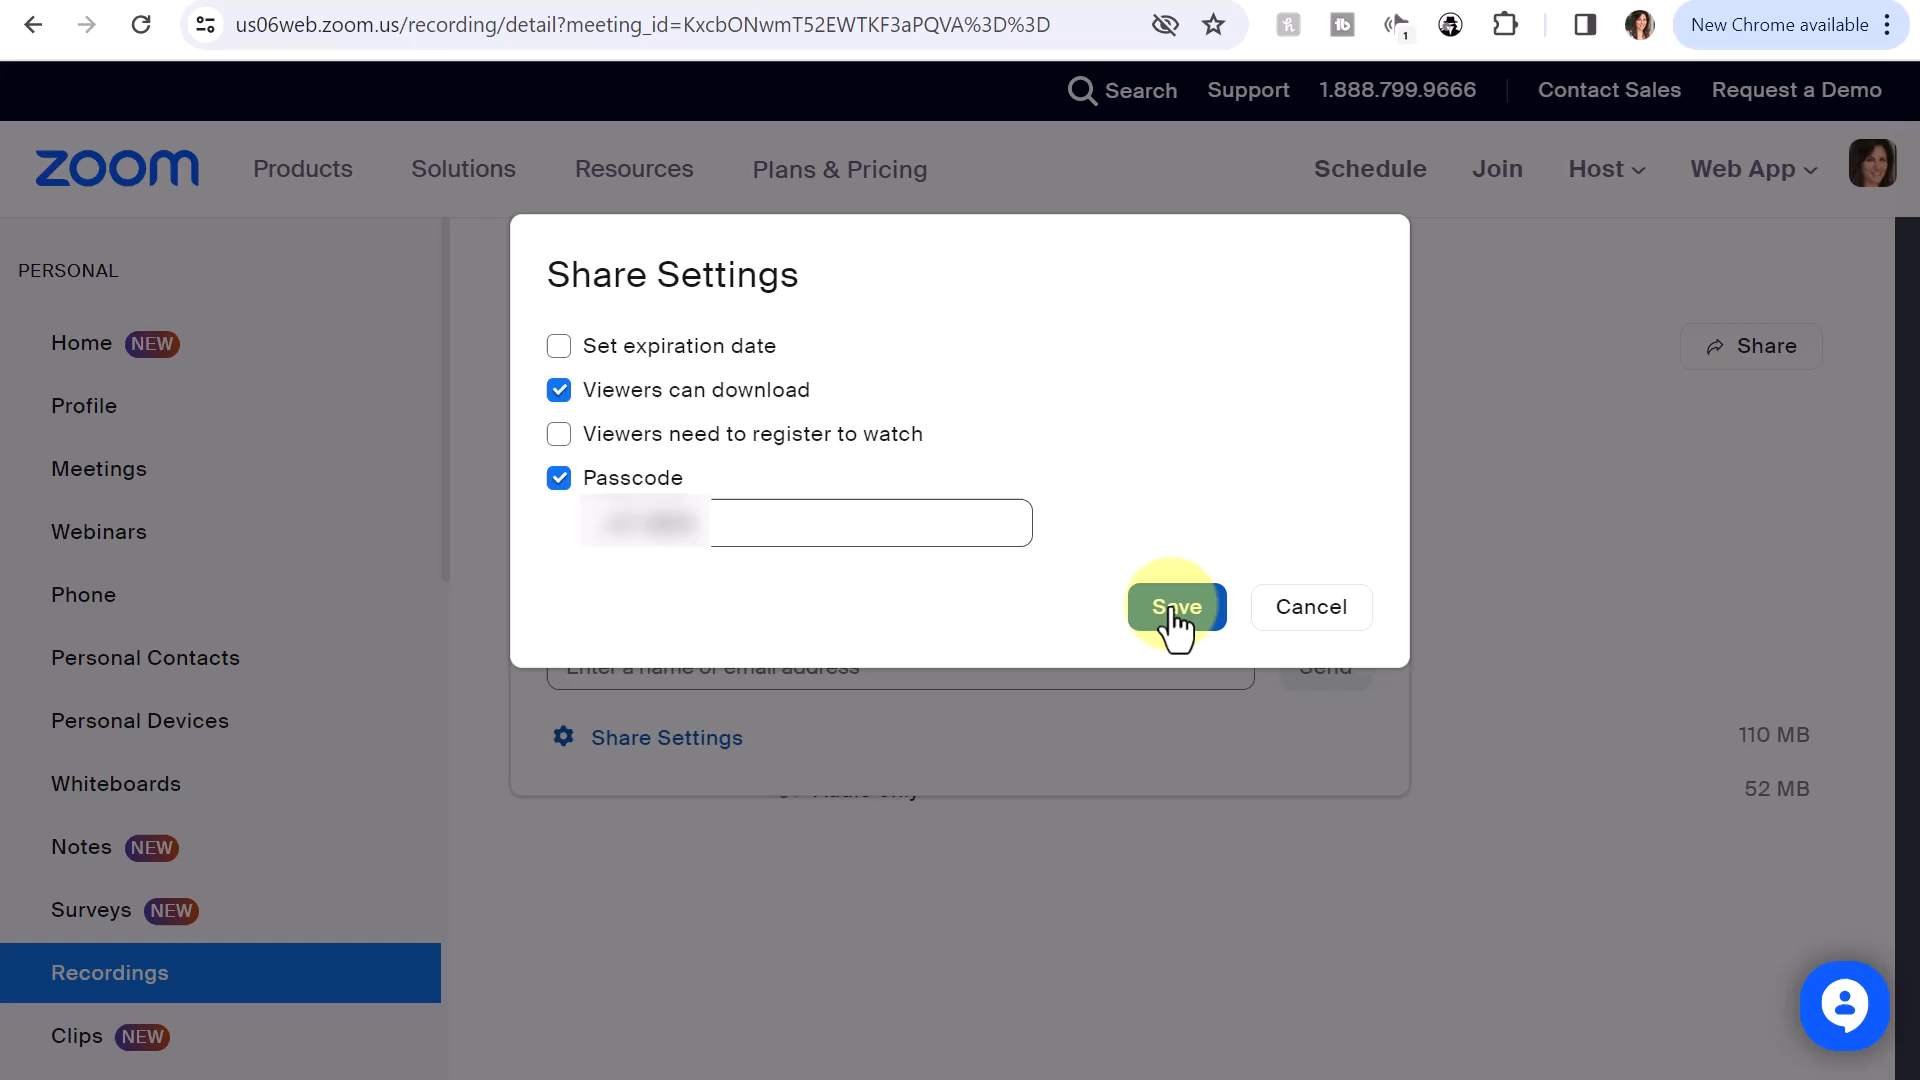 us06web.zoom.us/recording/detail?meeting_id=KxcbONwmT52EWTKF3aPQVA%3D%3D
1
New Chrome available
Search Support 1.888.799.9666 Contact Sales Request a Demo
zoom Products Solutions Resources Plans & Pricing Schedule Join Host Web App
PERSONAL
Home NEW
Profile
Meetings
Webinars
Phone
Personal Contacts
Personal Devices
Whiteboards
Notes NEW
Surveys NEW
Recordings
Clips NEW
Share
Share Settings
Set expiration date
Viewers can download
Viewers need to register to watch
Passcode
Save Cancel
Enter a name or email address Send
Share Settings
110 MB
Audio only
52 MB